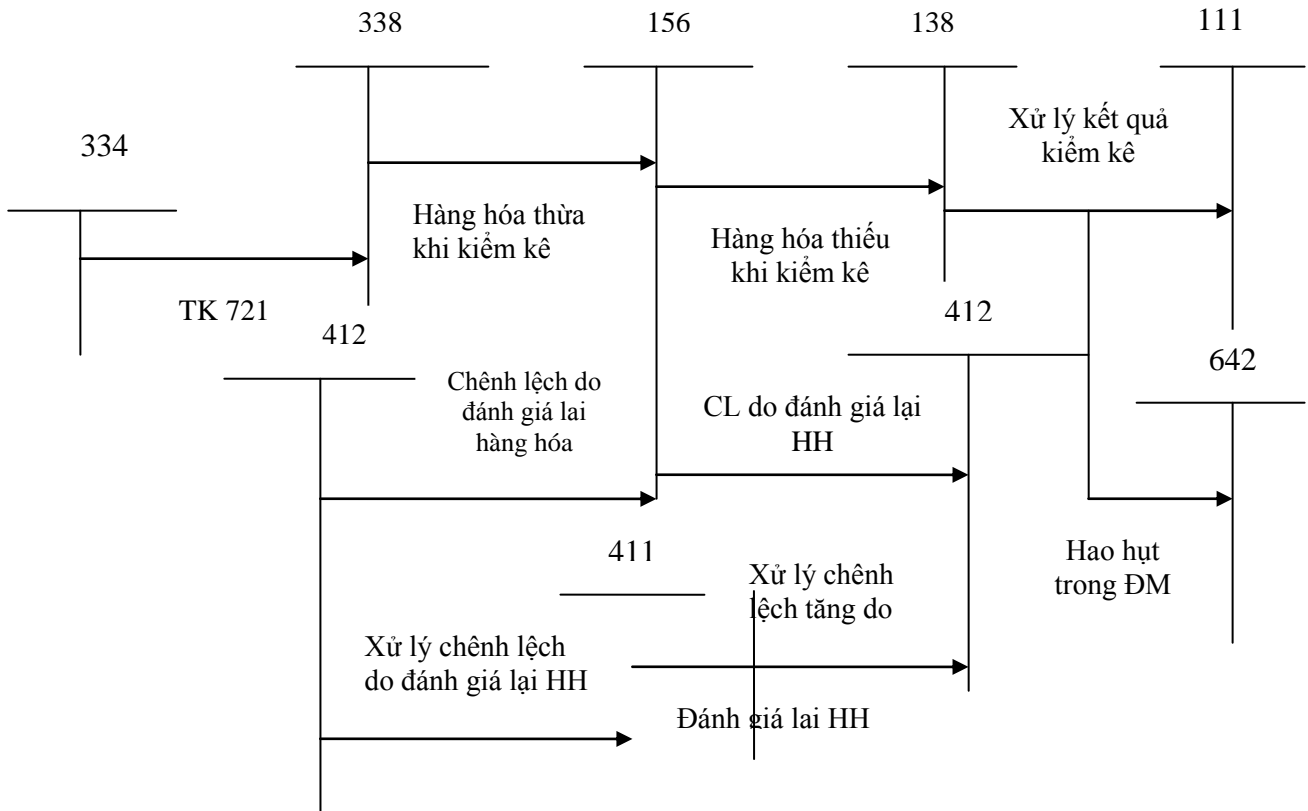 338
156
138
111
Xử lý kết quả
kiểm kê
334
Hàng hóa thừa
khi kiểm kê
Hàng hóa thiếu
khi kiểm kê
TK 721
412
412
642
Chênh lệch do
đánh giá lai
hàng hóa
CL do đánh giá lại
HH
411
Hao hụt
trong ĐM
Xử lý chênh
lệch tăng do
Xử lý chênh lệch
do đánh giá lại HH
Đánh giá lai HH